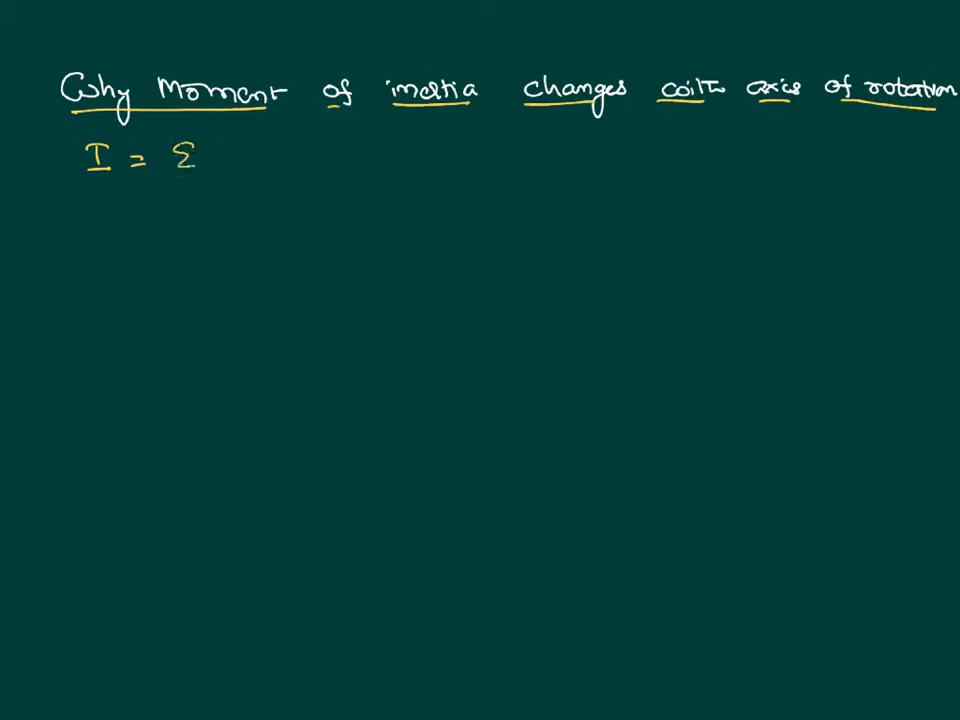 Why Moment of inertia changes with axis of rotation
I = Σ